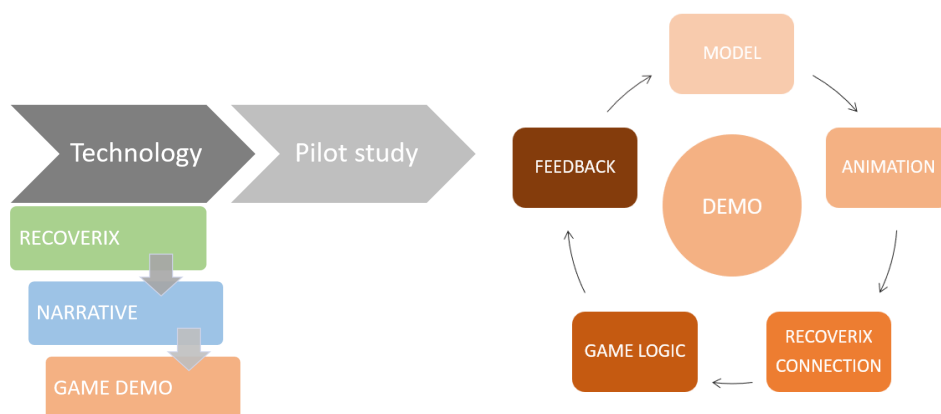 Technology
Pilot study
RECOVERIX
NARRATIVE
GAME DEMO
MODEL
ANIMATION
RECOVERIX
CONNECTION
GAME LOGIC
FEEDBACK
DEMO